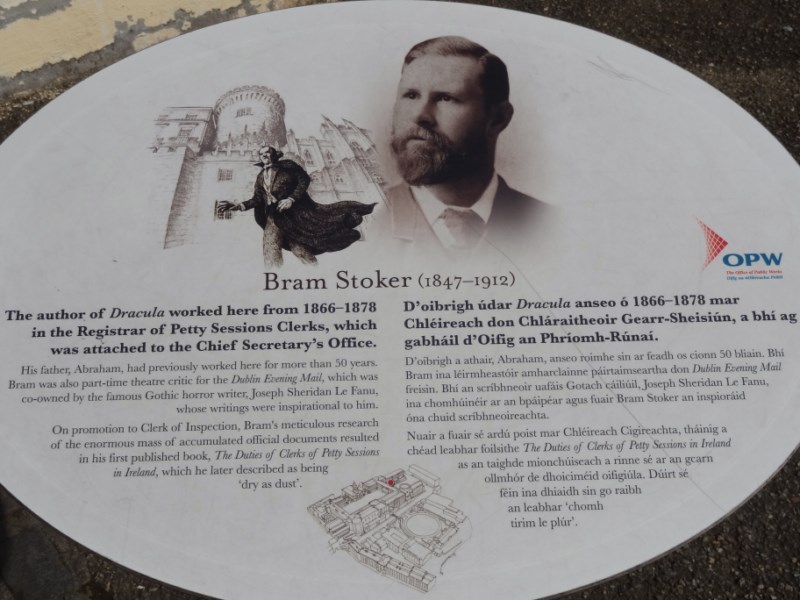 OPW
The Office of Public Works
Oifig na nOibreacha Poiblí
Bram Stoker (1847–1912)
The author of Dracula worked here from 1866–1878
in the Registrar of Petty Sessions Clerks, which
was attached to the Chief Secretary's Office.
His father, Abraham, had previously worked here for more than 50 years.
Bram was also part-time theatre critic for the Dublin Evening Mail, which was
co-owned by the famous Gothic horror writer, Joseph Sheridan Le Fanu,
whose writings were inspirational to him.
On promotion to Clerk of Inspection, Bram's meticulous research
of the enormous mass of accumulated official documents resulted
in his first published book, The Duties of Clerks of Petty Sessions
in Ireland, which he later described as being
'dry as dust'.
D'oibrigh údar Dracula anseo ó 1866–1878 mar
Chléireach don Chláraitheoir Gearr-Sheisiún, a bhí ag
gabháil d'Oifig an Phríomh-Rúnaí.
D'oibrigh a athair, Abraham, anseo roimhe sin ar feadh os cionn 50 bliain. Bhí
Bram ina léirmheastóir amharclainne páirtaimseartha don Dublin Evening Mail
freisin. Bhí an scríbhneoir uafáis Gotach cáiliúil, Joseph Sheridan Le Fanu,
ina chomhúinéir ar an bpáipéar agus fuair Bram Stoker an inspioráid
óna chuid scríbhneoireachta.
Nuair a fuair sé ardú poist mar Chléireach Cigireachta, tháinig a
chéad leabhar foilsithe The Duties of Clerks of Petty Sessions in Ireland
as an taighde mionchúiseach a rinne sé ar an gcarn
ollmhór de dhoiciméid oifigiúla. Dúirt sé
féin ina dhiaidh sin go raibh
an leabhar 'chomh
tirim le plúr'.